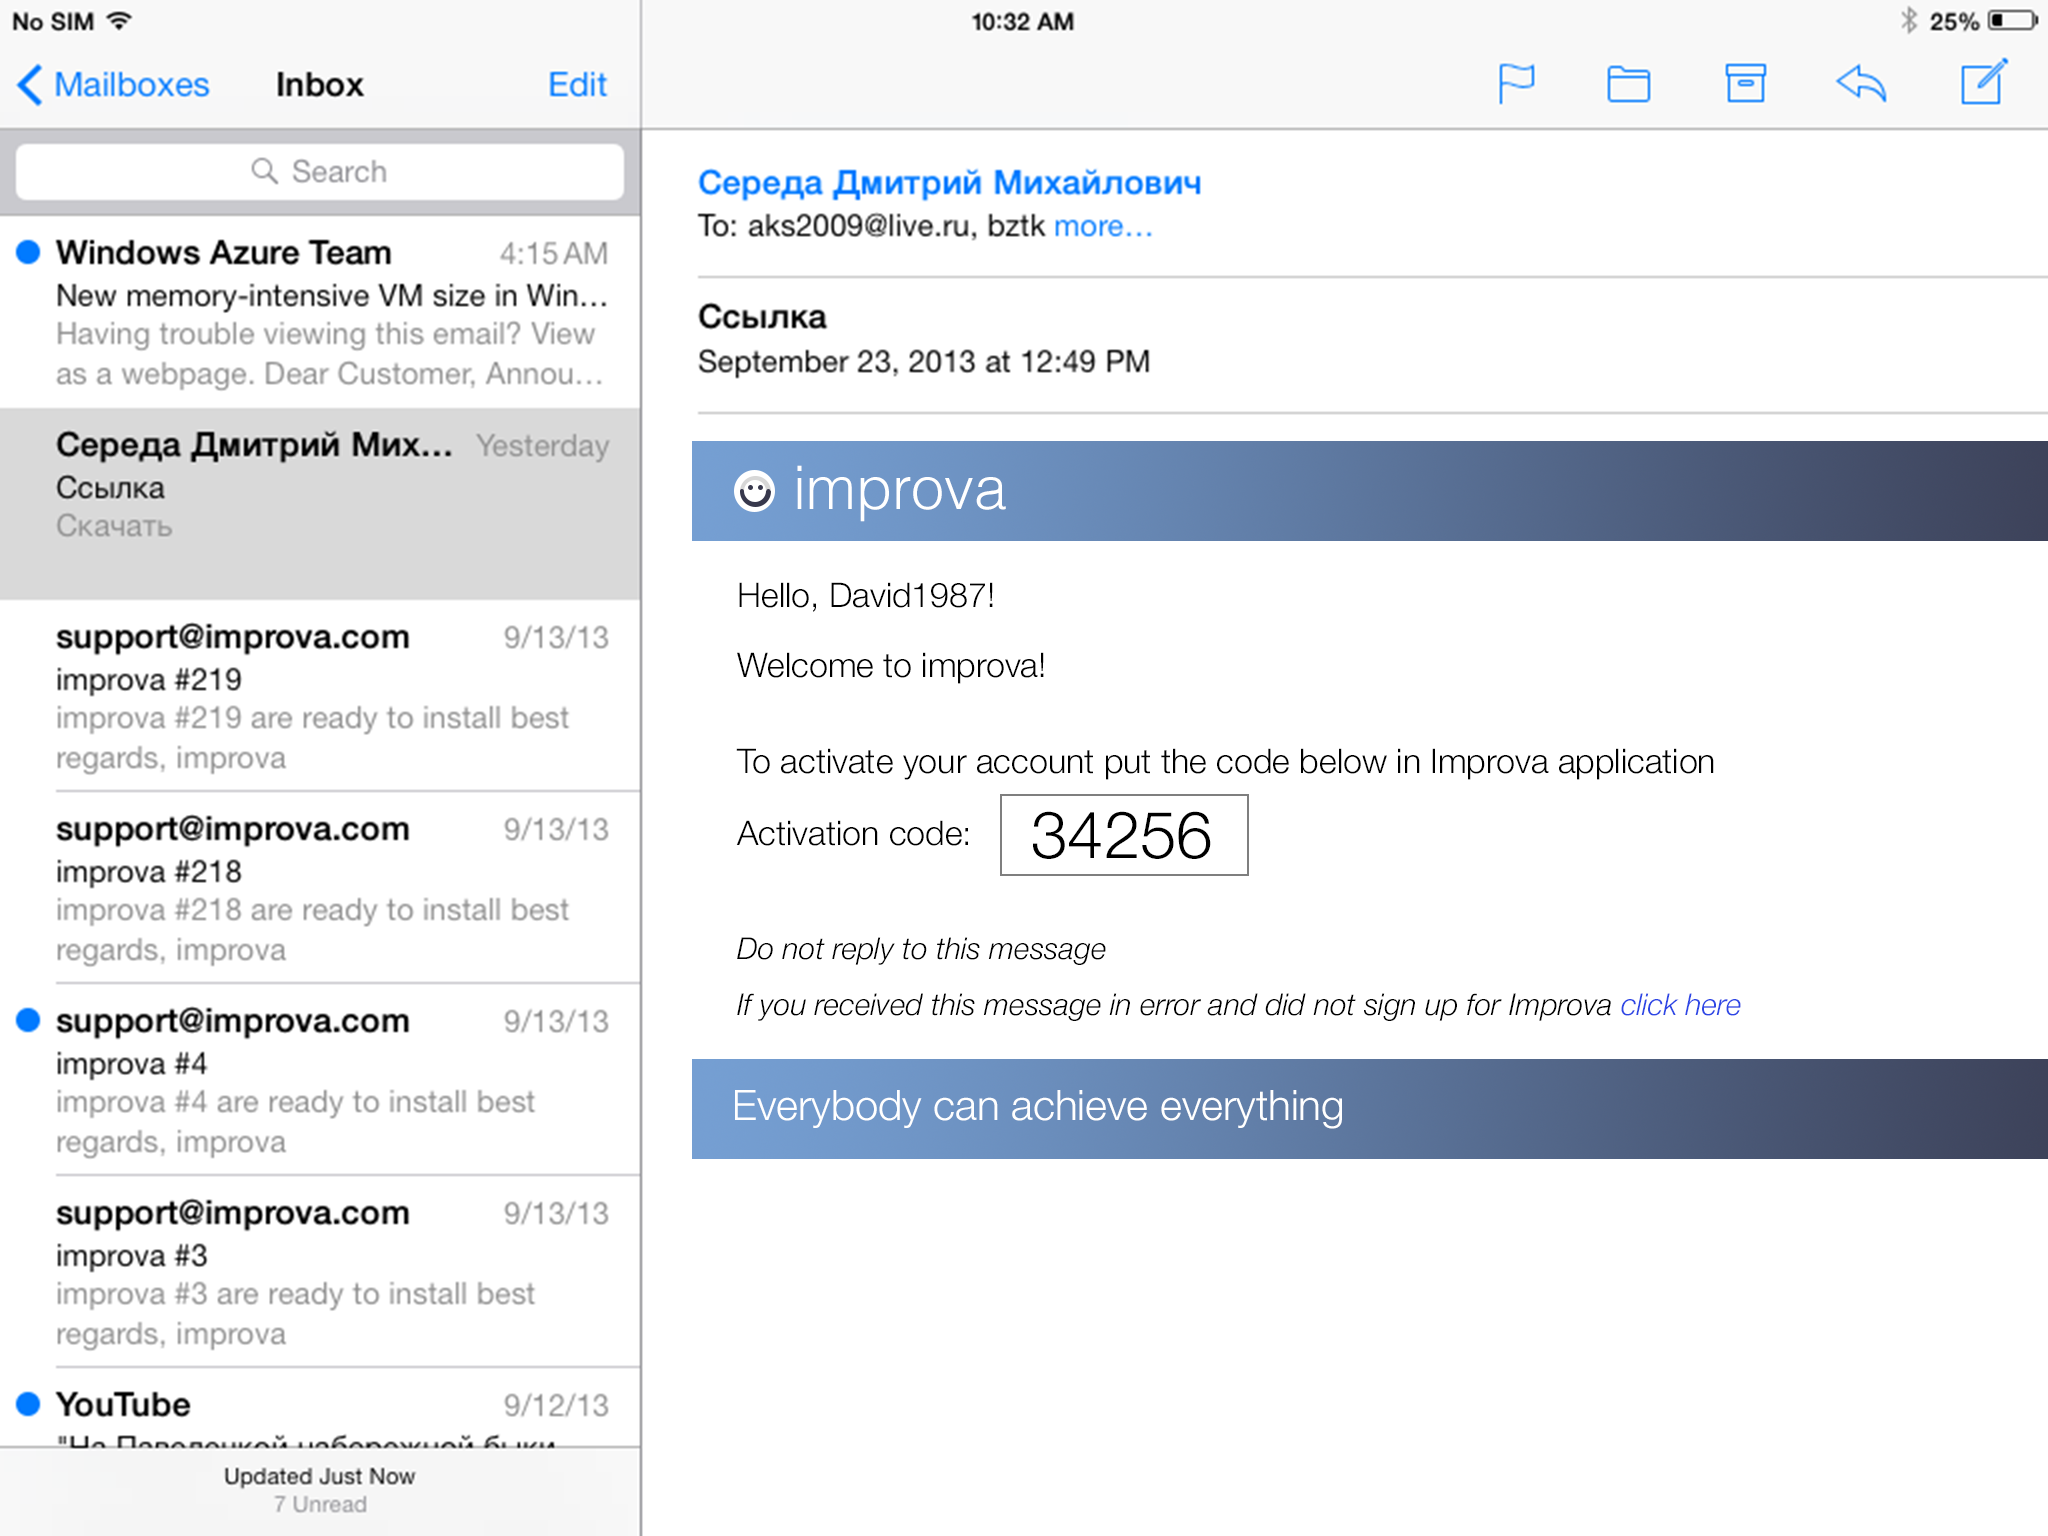 No SIM
10:32 AM
25%
Mailboxes
Inbox
Edit
Search
Windows Azure Team
4:15 AM
New memory-intensive VM size in Win...
Having trouble viewing this email? View
as a webpage. Dear Customer, Annou...
Середа Дмитрий Мих...
Yesterday
Ссылка
Скачать
support@improva.com
9/13/13
improva #219
improva #219 are ready to install best
regards, improva
support@improva.com
9/13/13
improva #218
improva #218 are ready to install best
regards, improva
support@improva.com
9/13/13
improva #4
improva #4 are ready to install best
regards, improva
support@improva.com
9/13/13
improva #3
improva #3 are ready to install best
regards, improva
YouTube
9/12/13
"На Павелецкой набережной быки
Updated Just Now
7 Unread
Середа Дмитрий Михайлович
To: aks2009@live.ru, bztk more...
Ссылка
September 23, 2013 at 12:49 PM
improva
Hello, David1987!
Welcome to improva!
To activate your account put the code below in Improva application
Activation code: 34256
Do not reply to this message
If you received this message in error and did not sign up for Improva click here
Everybody can achieve everything